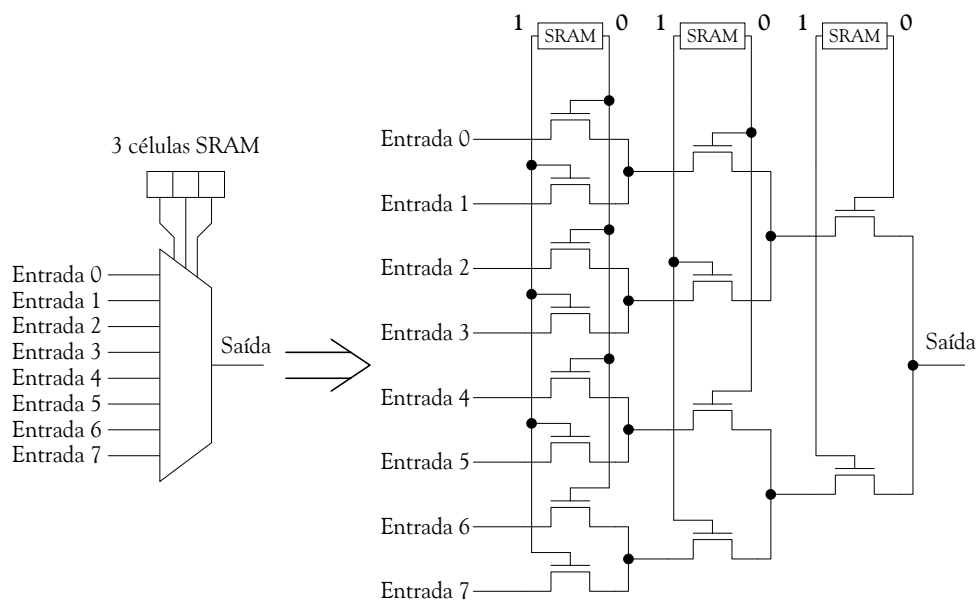 1 SRAM 0
1 SRAM 0
1 SRAM 0
3 células SRAM
Entrada 0
Entrada 1
Entrada 2
Entrada 3
Entrada 4
Entrada 5
Entrada 6
Entrada 7
Saída
Entrada 0
Entrada 1
Entrada 2
Entrada 3
Entrada 4
Entrada 5
Entrada 6
Entrada 7
Saída